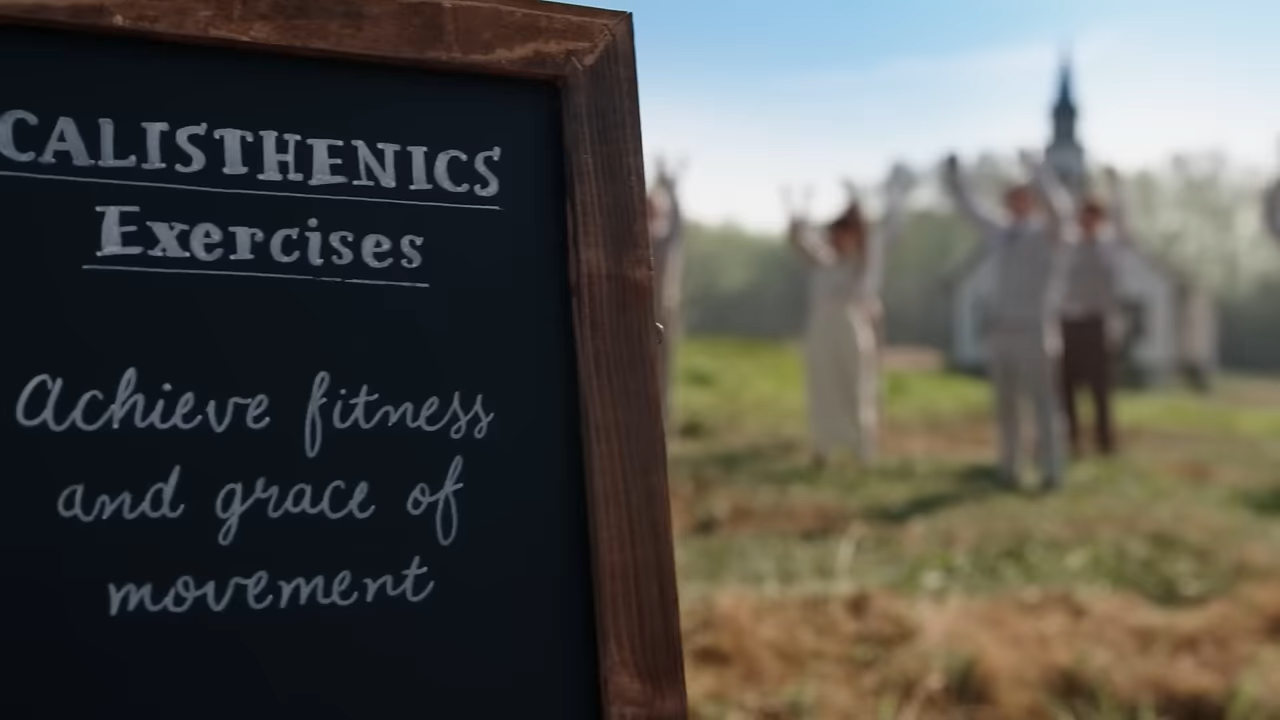 CALISTHENICS
Exercises
Achieve fitness
and grace of
movement